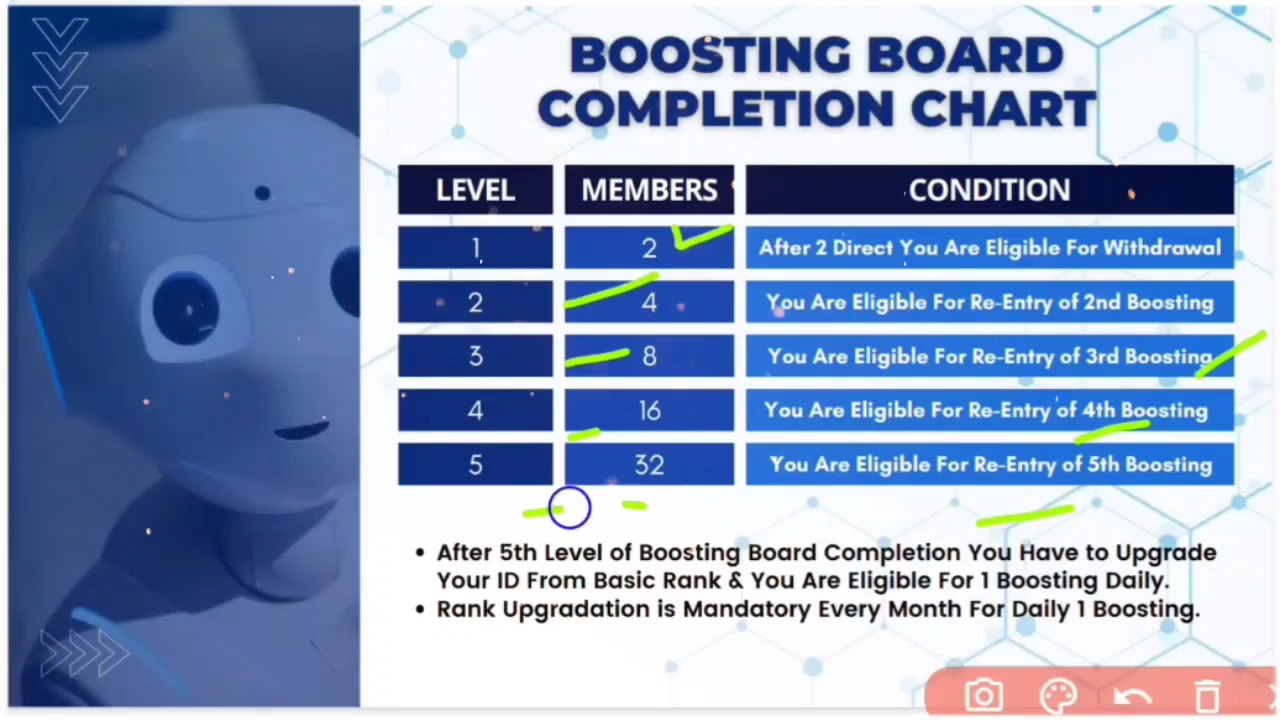 BOOSTING BOARD
COMPLETION CHART
LEVEL MEMBERS CONDITION
1 2 After 2 Direct You Are Eligible For Withdrawal
2 4 You Are Eligible For Re-Entry of 2nd Boosting
3 8 You Are Eligible For Re-Entry of 3rd Boosting
4 16 You Are Eligible For Re-Entry of 4th Boosting
5 32 You Are Eligible For Re-Entry of 5th Boosting
• After 5th Level of Boosting Board Completion You Have to Upgrade
Your ID From Basic Rank & You Are Eligible For 1 Boosting Daily.
• Rank Upgradation is Mandatory Every Month For Daily 1 Boosting.